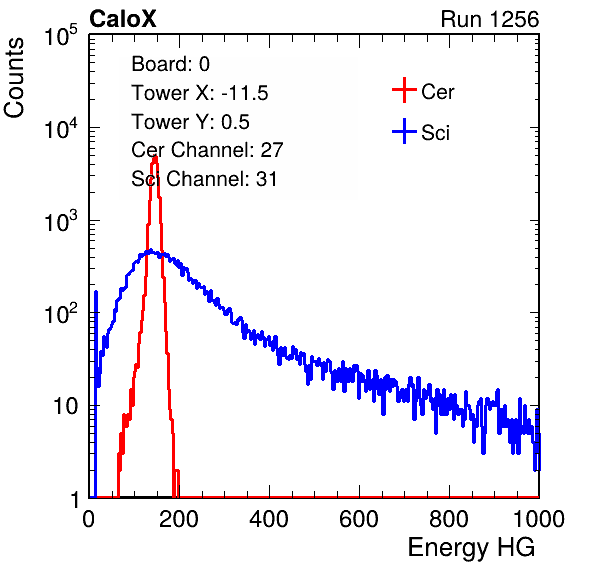 CaloX Run 1256
Counts
10^5
10^4
10^3
10^2
10
1
Board: 0
Tower X: -11.5
Tower Y: 0.5
Cer Channel: 27
Sci Channel: 31
Cer
Sci
0 200 400 600 800 1000
Energy HG